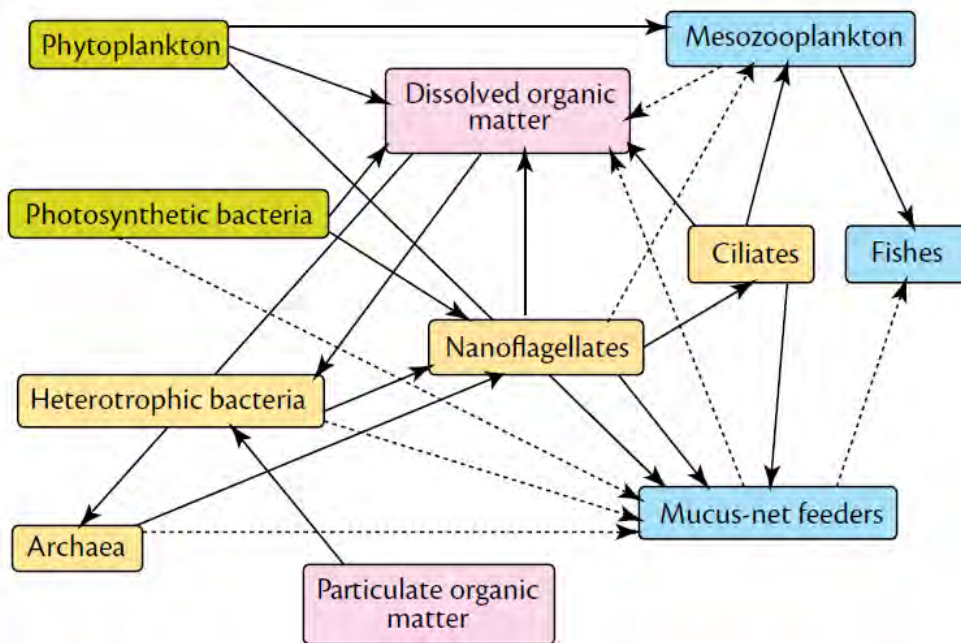 Phytoplankton
Mesozooplankton
Dissolved organic
matter
Photosynthetic bacteria
Ciliates
Fishes
Nanoflagellates
Heterotrophic bacteria
Mucus-net feeders
Archaea
Particulate organic
matter